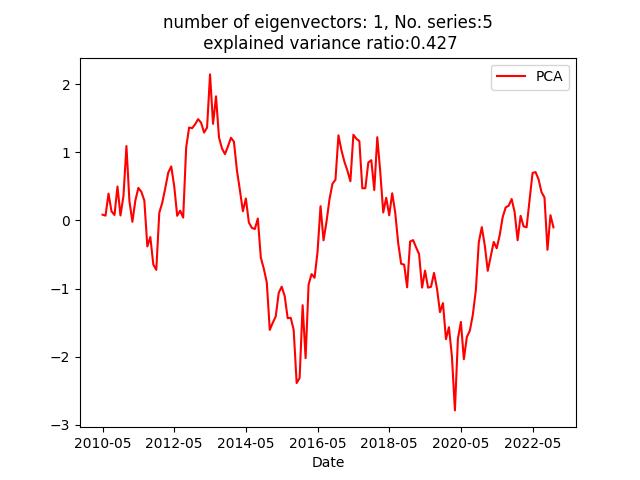 number of eigenvectors: 1, No. series:5
explained variance ratio:0.427
PCA
2
1
0
−1
−2
−3
2010-05 2012-05 2014-05 2016-05 2018-05 2020-05 2022-05
Date